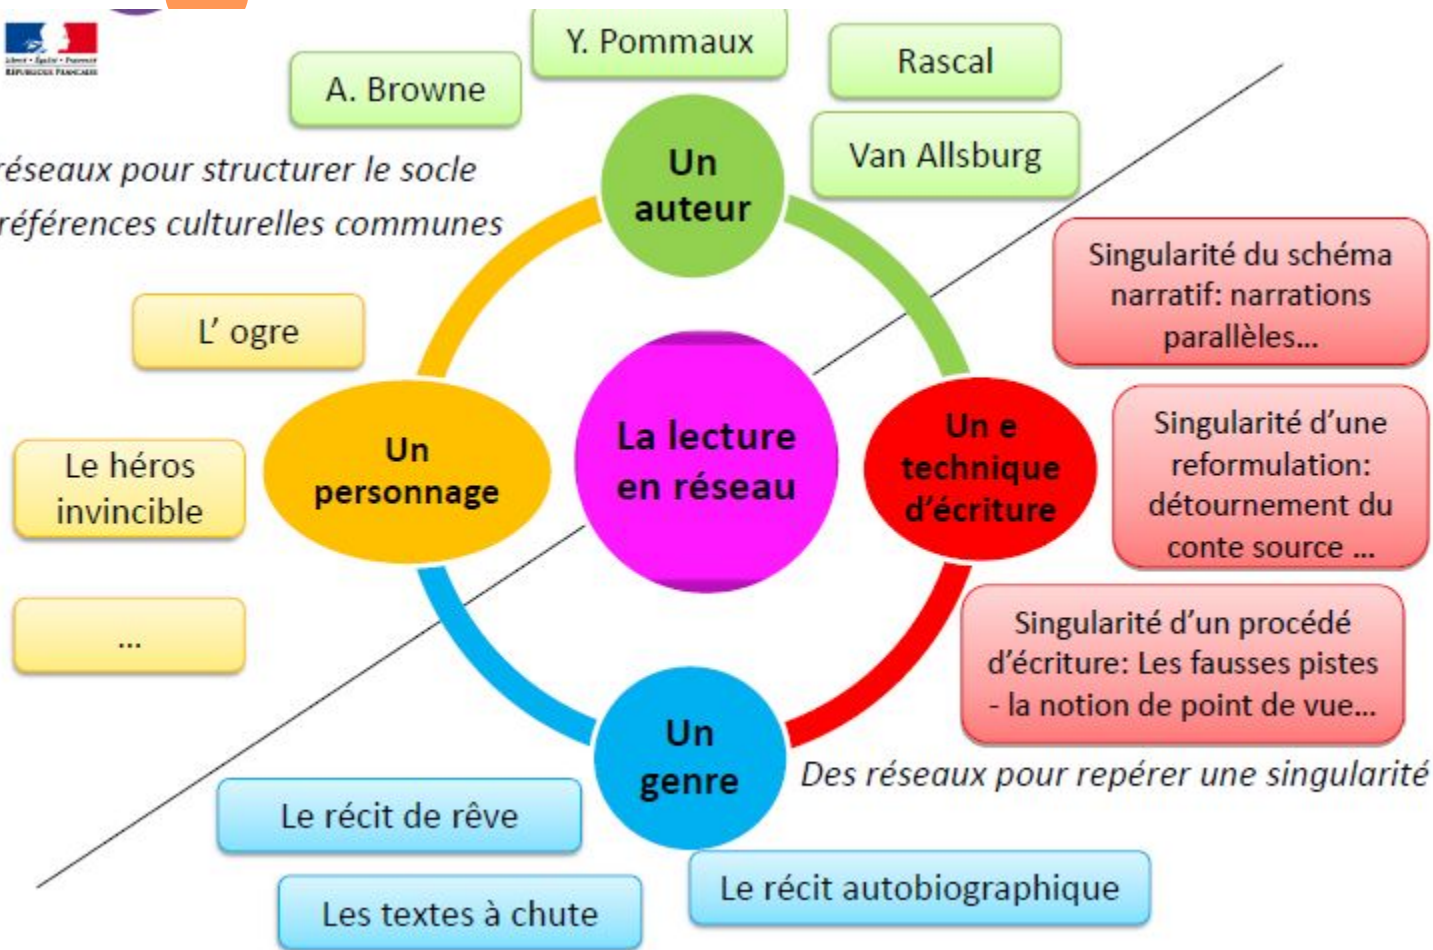 RÉPUBLIQUE FRANÇAISE
A. Browne
Y. Pommaux
Rascal
Van Allsburg
réseaux pour structurer le socle
références culturelles communes
Un
auteur
L’ ogre
Le héros
invincible
...
Un
personnage
La lecture
en réseau
Un e
technique
d’écriture
Singularité du schéma
narratif: narrations
parallèles...
Singularité d’une
reformulation:
détournement du
conte source ...
Singularité d’un procédé
d’écriture: Les fausses pistes
- la notion de point de vue...
Un
genre
Des réseaux pour repérer une singularité
Le récit de rêve
Les textes à chute
Le récit autobiographique